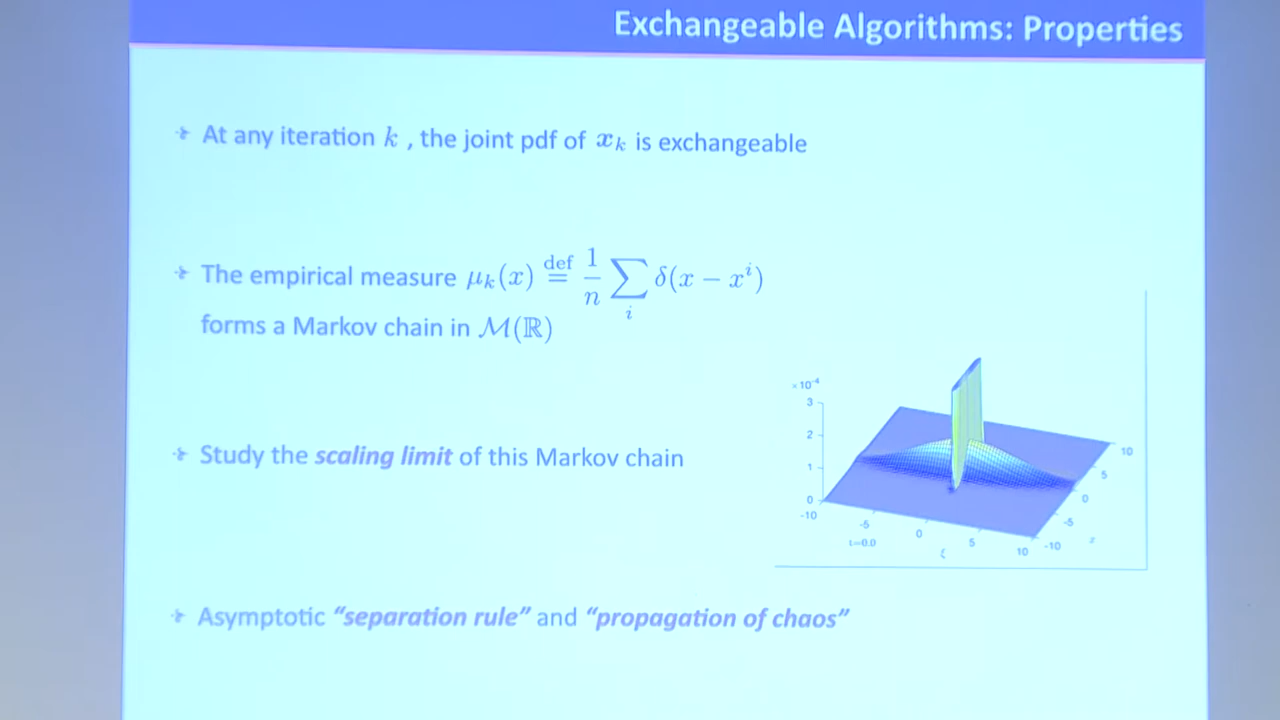 Exchangeable Algorithms: Properties
At any iteration k , the joint pdf of x_k is exchangeable
The empirical measure μ_k(x) def= 1/n ∑_i δ(x − x^i)
forms a Markov chain in ℳ(ℝ)
Study the scaling limit of this Markov chain
Asymptotic “separation rule” and “propagation of chaos”
×10^-4
3
2
1
0
-10
-5
0
5
10
t=0.0
ξ
-10
-5
0
5
10
z